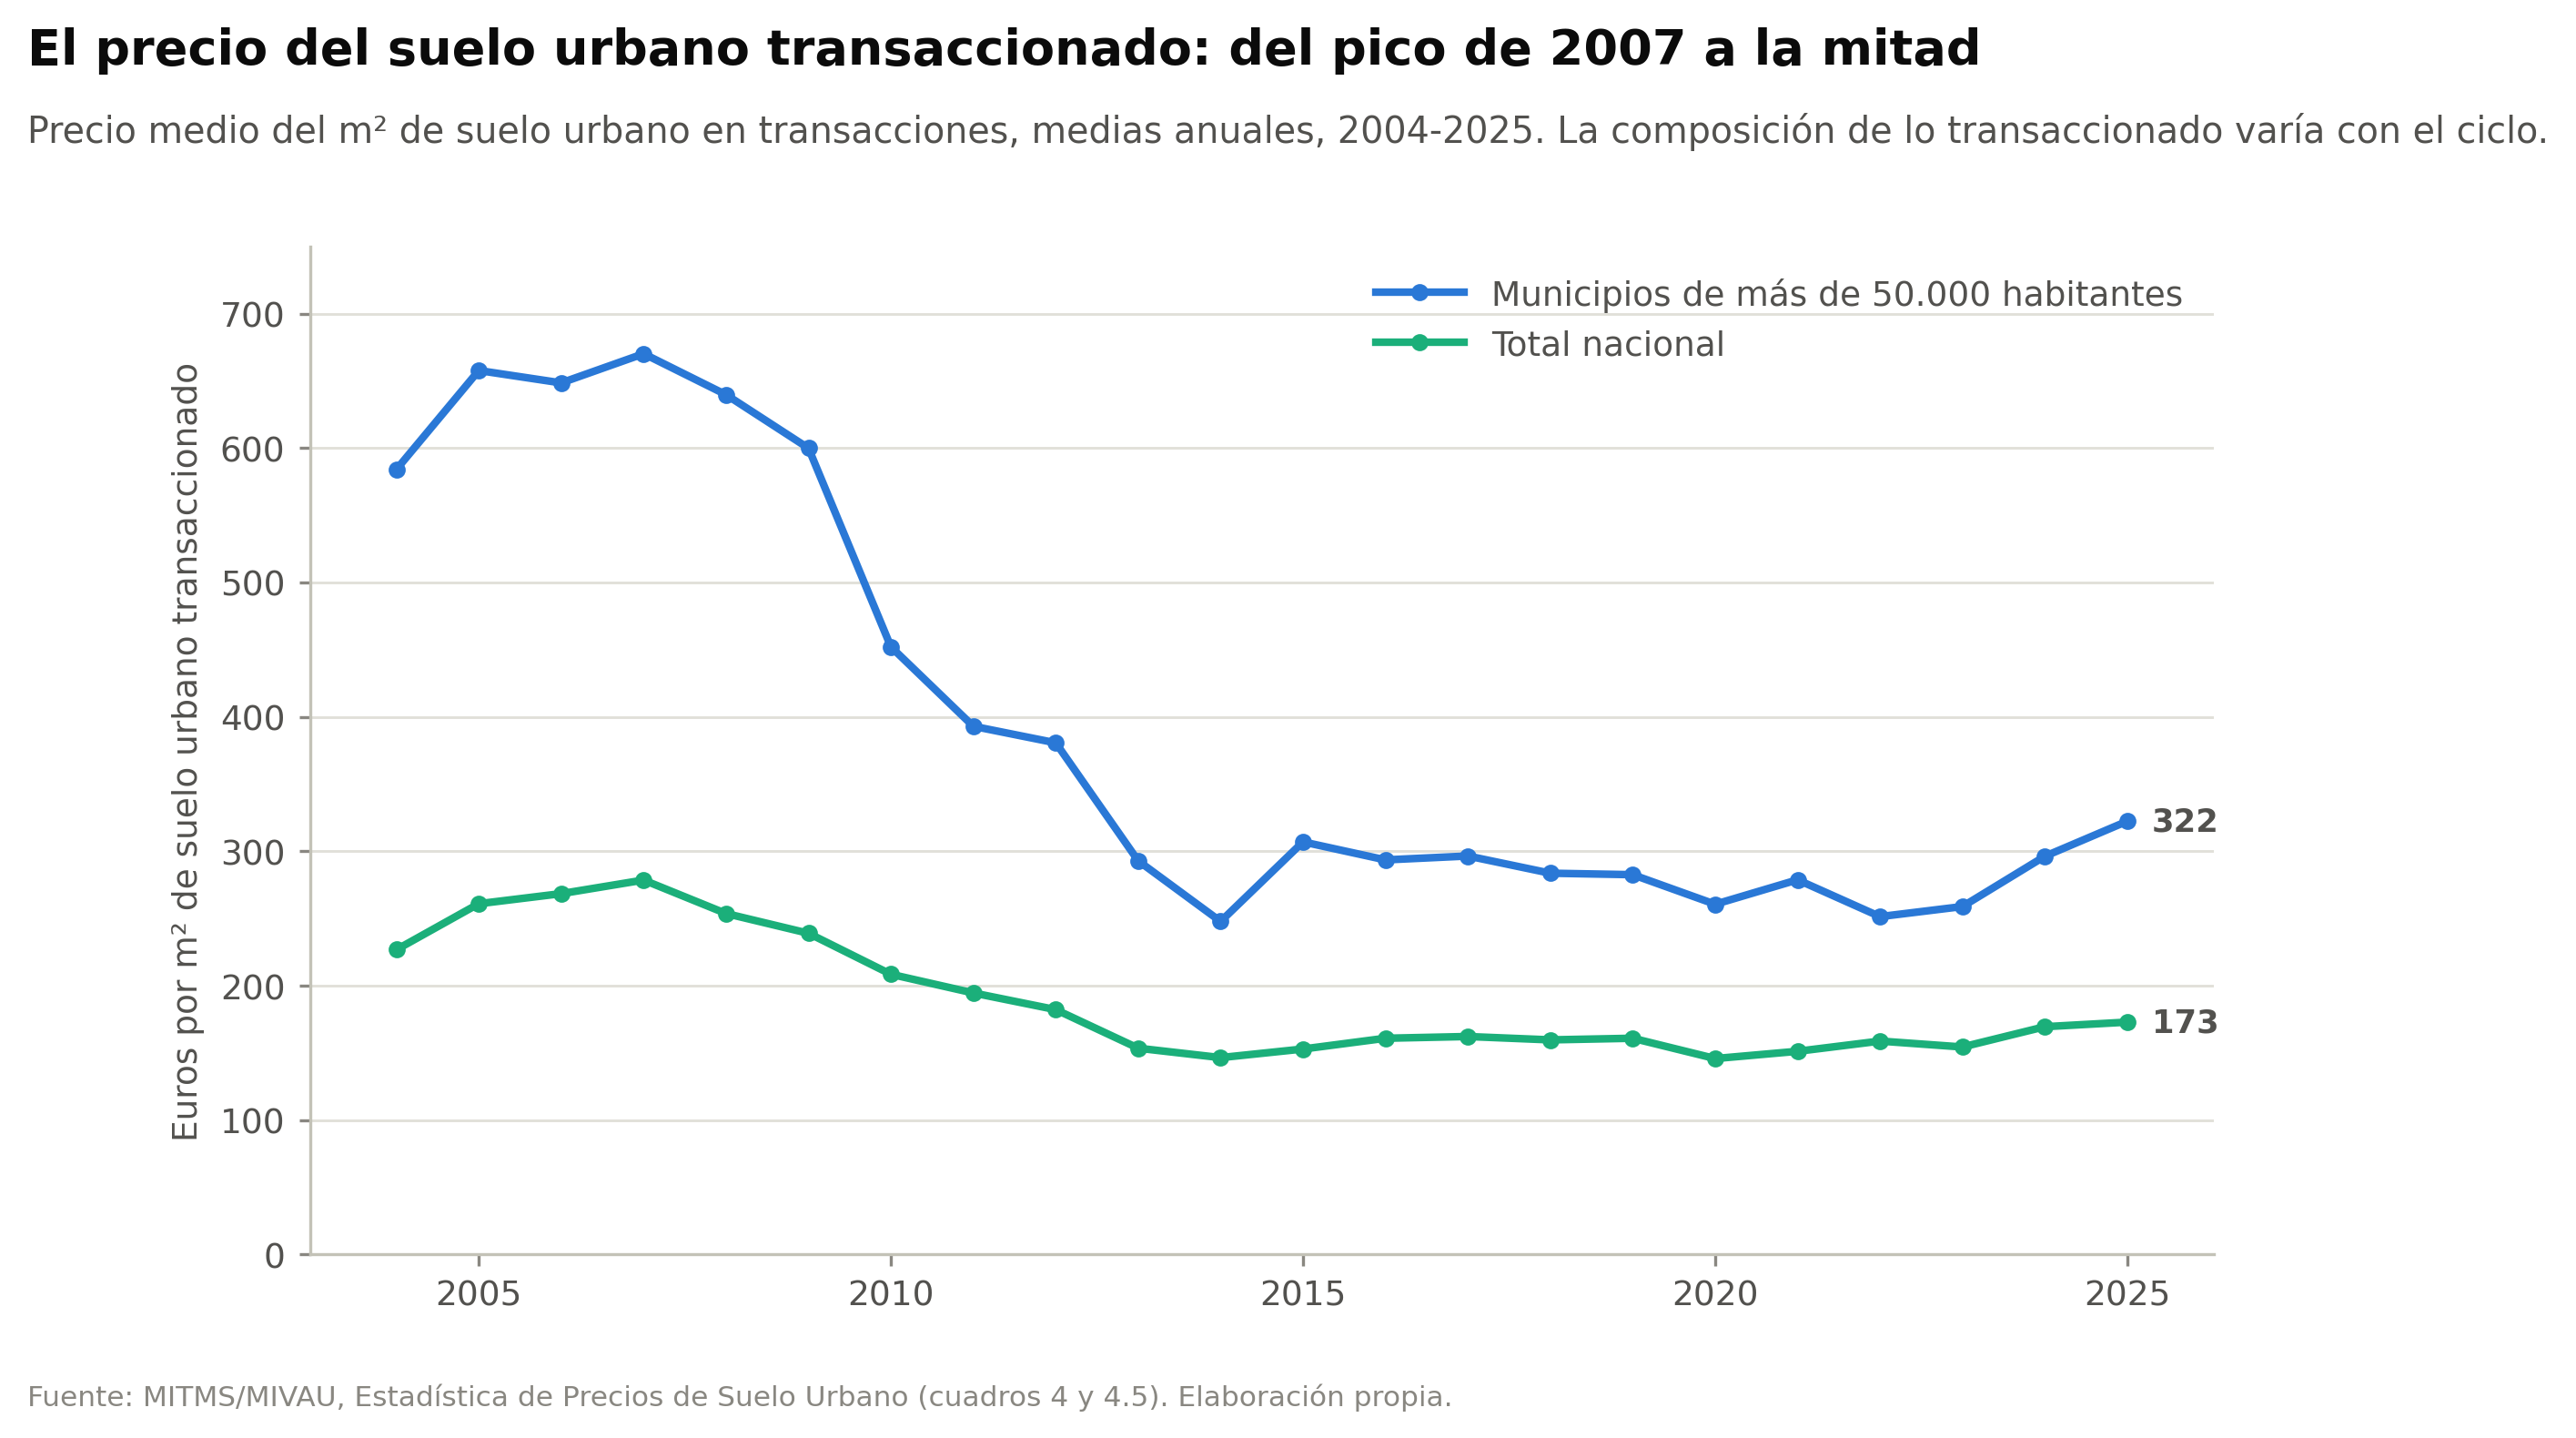 El precio del suelo urbano transaccionado: del pico de 2007 a la mitad
Precio medio del m² de suelo urbano en transacciones, medias anuales, 2004-2025. La composición de lo transaccionado varía con el ciclo.
Municipios de más de 50.000 habitantes
Total nacional
Euros por m² de suelo urbano transaccionado
700
600
500
400
300
200
100
0
322
173
2005
2010
2015
2020
2025
Fuente: MITMS/MIVAU, Estadística de Precios de Suelo Urbano (cuadros 4 y 4.5). Elaboración propia.